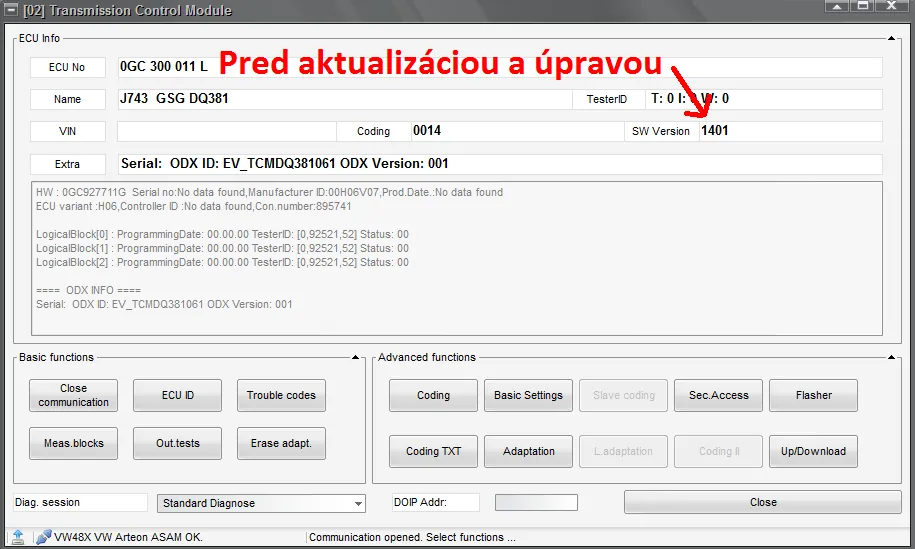 [02] Transmission Control Module
ECU Info
ECU No 0GC 300 011 L Pred aktualizáciou a úpravou
Name J743 GSG DQ381 TesterID T: 0 I: 0 W: 0
VIN Coding 0014 SW Version 1401
Extra Serial: ODX ID: EV_TCMDQ381061 ODX Version: 001
HW : 0GC927711G Serial no:No data found,Manufacturer ID:00H06V07,Prod.Date.:No data found
ECU variant :H06,Controller ID :No data found,Con.number:895741
LogicalBlock[0] : ProgrammingDate: 00.00.00 TesterID: [0,92521,52] Status: 00
LogicalBlock[1] : ProgrammingDate: 00.00.00 TesterID: [0,92521,52] Status: 00
LogicalBlock[2] : ProgrammingDate: 00.00.00 TesterID: [0,92521,52] Status: 00
==== ODX INFO ====
Serial: ODX ID: EV_TCMDQ381061 ODX Version: 001
Basic functions
Close communication ECU ID Trouble codes
Meas.blocks Out.tests Erase adapt.
Advanced functions
Coding Basic Settings Slave coding Sec.Access Flasher
Coding TXT Adaptation L.adaptation Coding II Up/Download
Diag. session Standard Diagnose DOIP Addr: Close
VW48X VW Arteon ASAM OK. Communication opened. Select functions ...